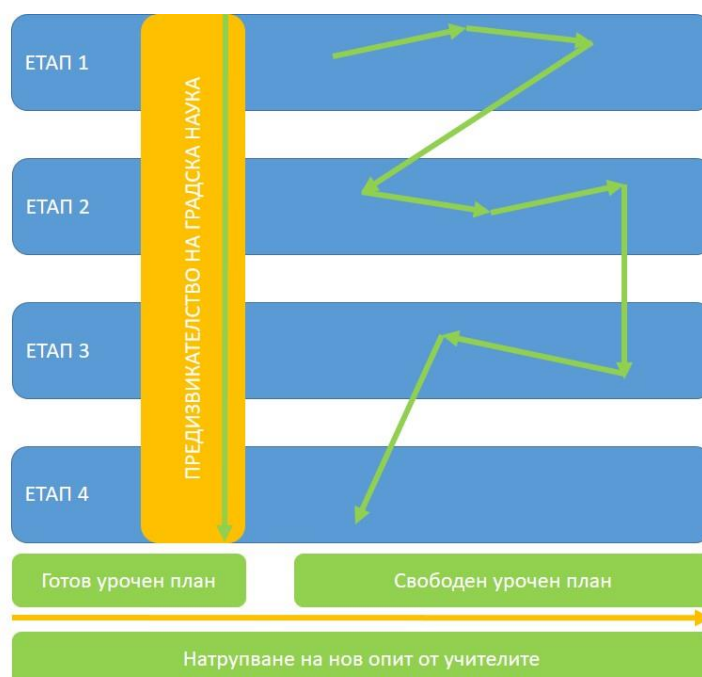 ЕТАП 1
ПРЕДИЗВИКАТЕЛСТВО НА ГРАДСКА НАУКА
ЕТАП 2
ЕТАП 3
ЕТАП 4
Готов урочен план
Свободен урочен план
Натрупване на нов опит от учителите